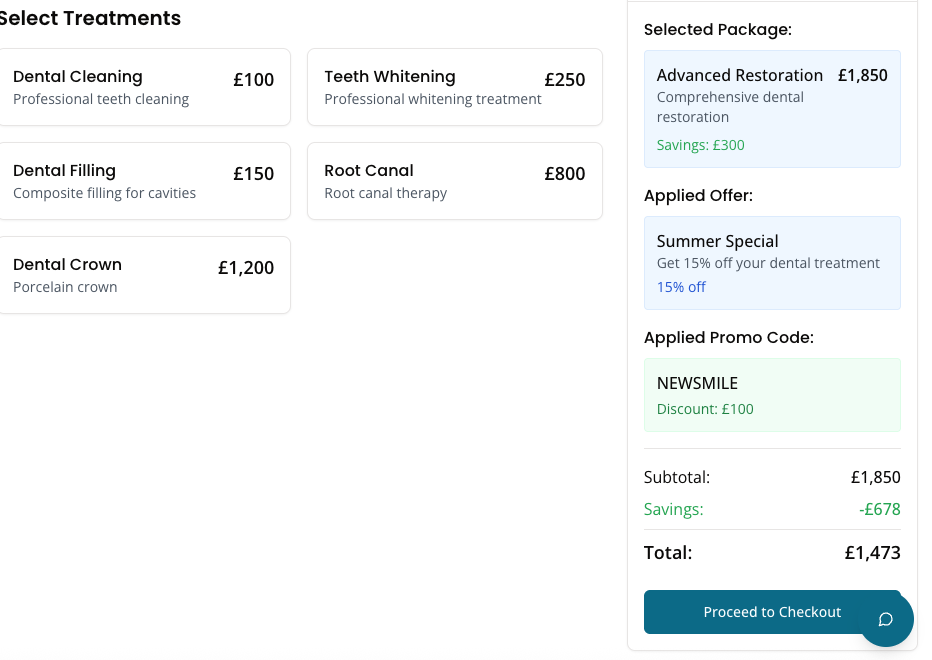 Select Treatments
Dental Cleaning
£100
Professional teeth cleaning
Teeth Whitening
£250
Professional whitening treatment
Dental Filling
£150
Composite filling for cavities
Root Canal
£800
Root canal therapy
Dental Crown
£1,200
Porcelain crown
Selected Package:
Advanced Restoration £1,850
Comprehensive dental
restoration
Savings: £300
Applied Offer:
Summer Special
Get 15% off your dental treatment
15% off
Applied Promo Code:
NEWSMILE
Discount: £100
Subtotal: £1,850
Savings: -£678
Total: £1,473
Proceed to Checkout